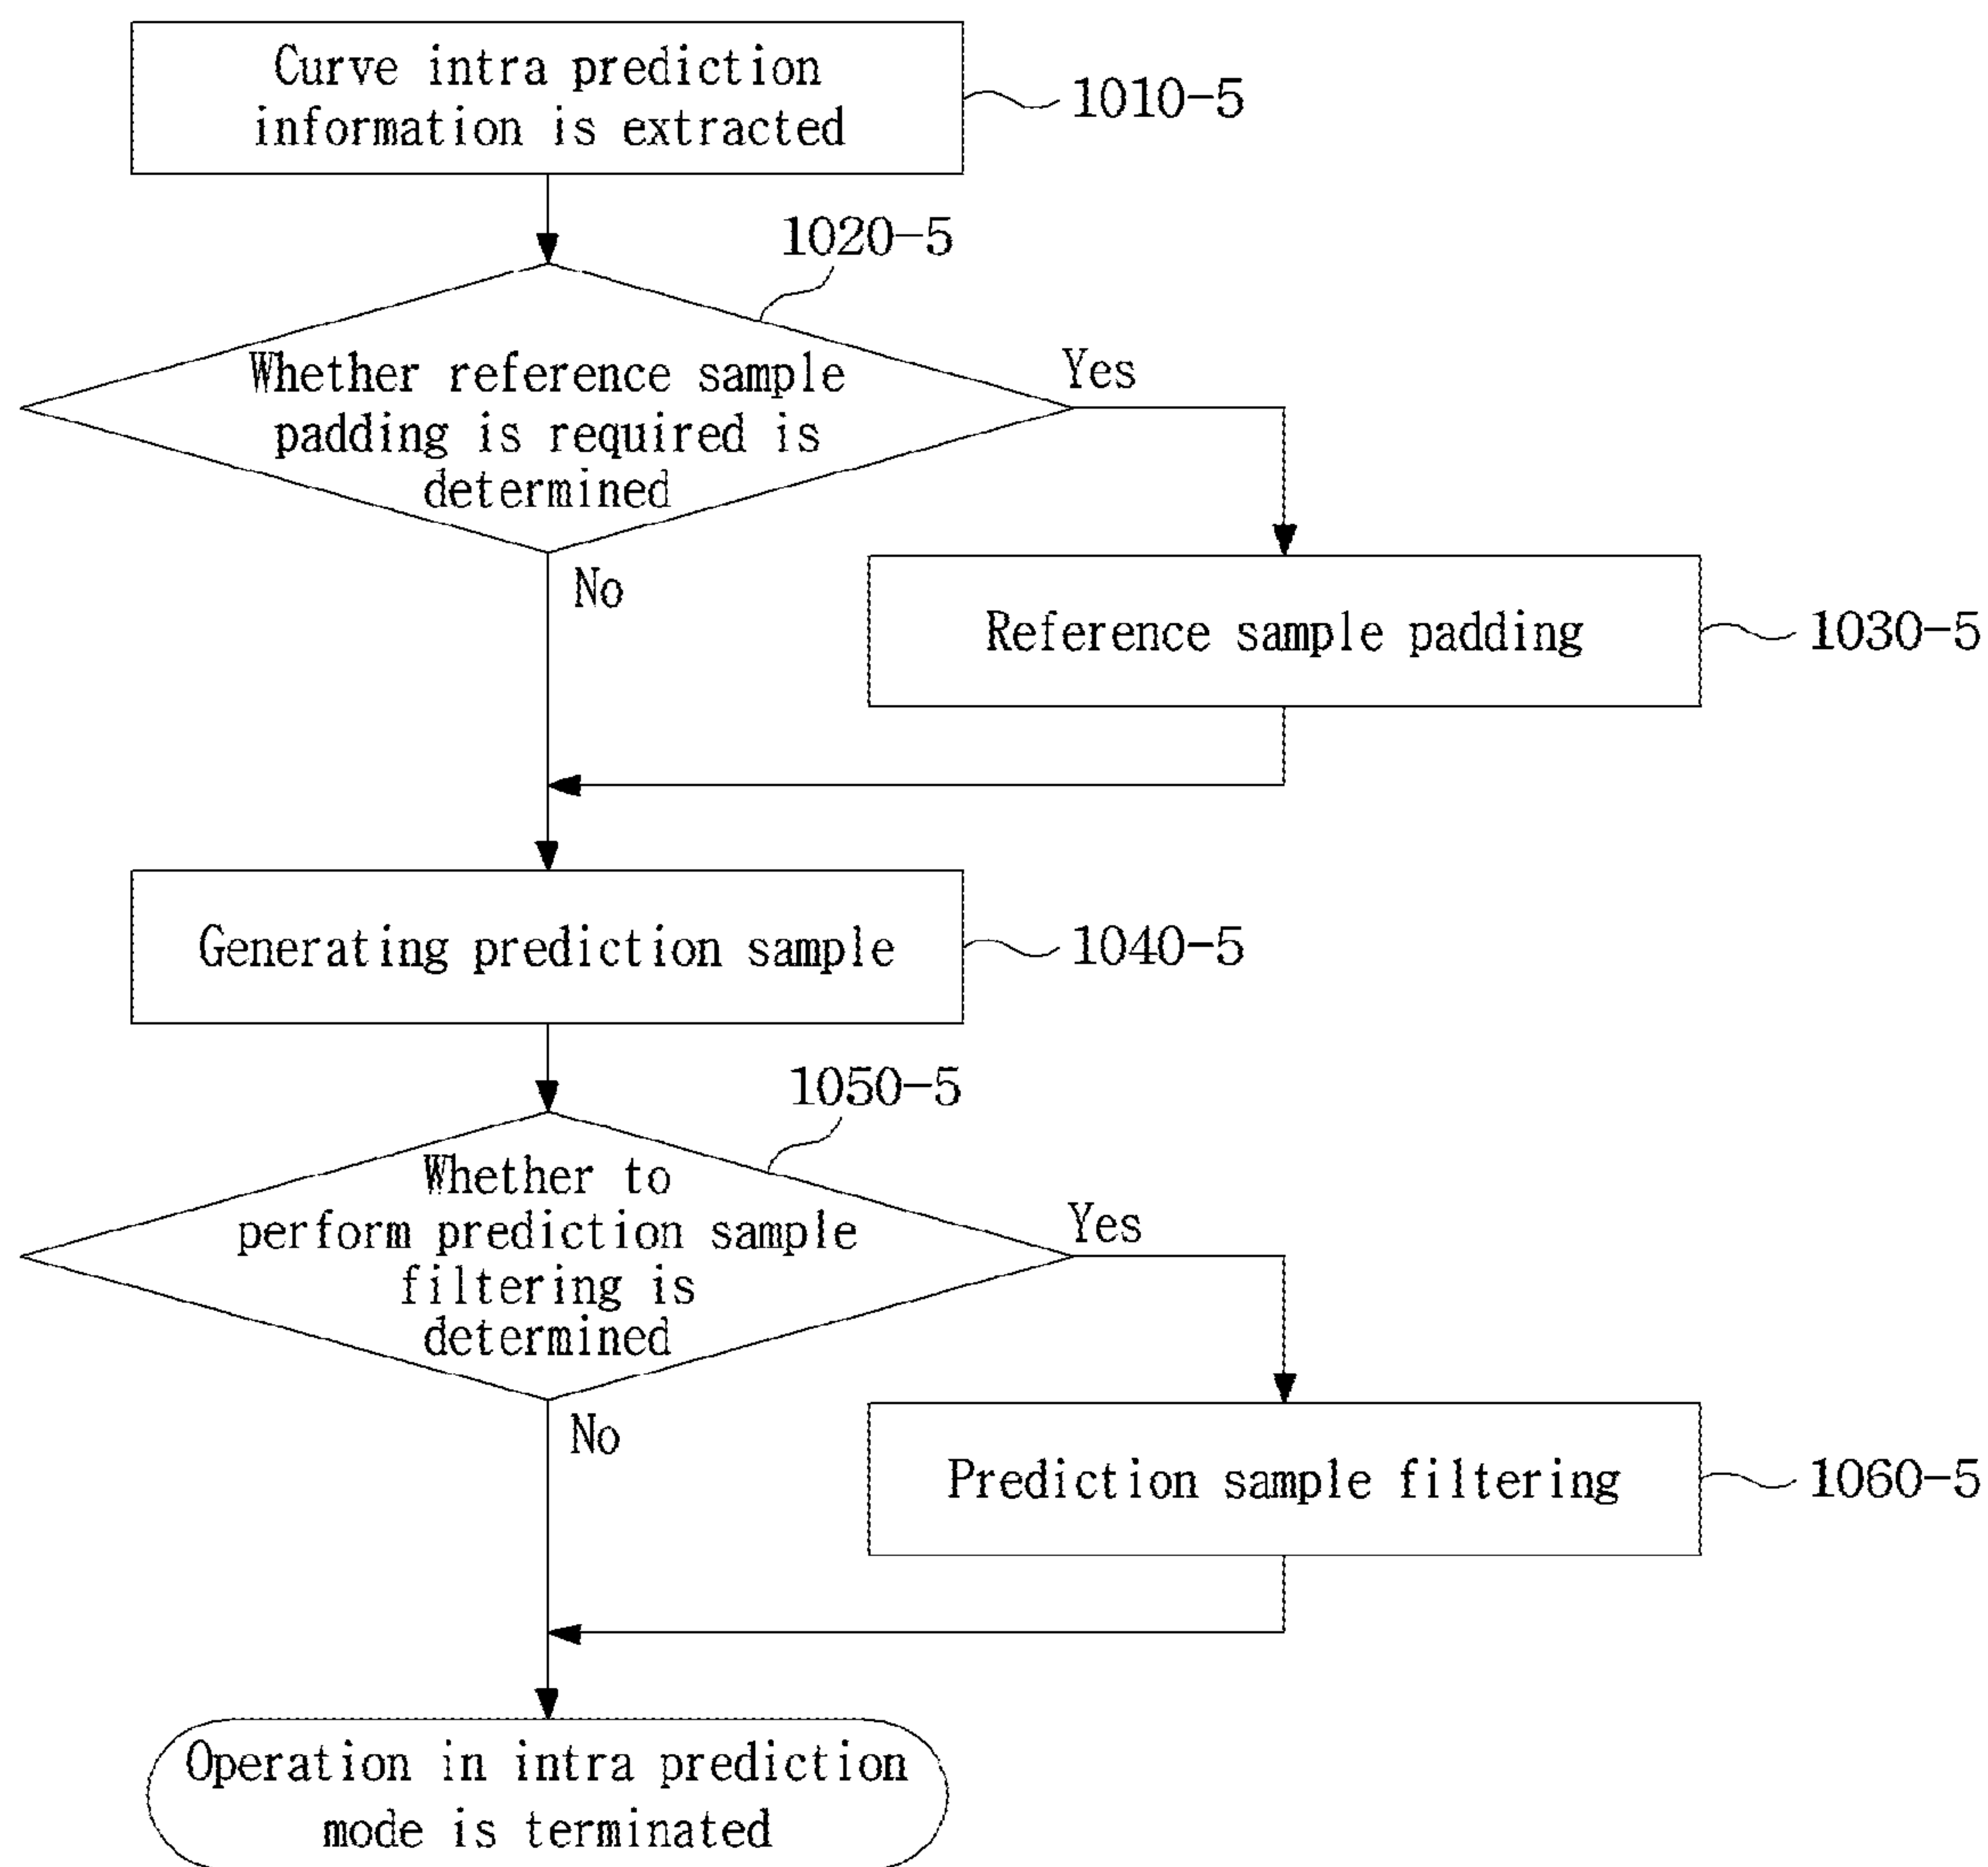 Curve intra prediction
information is extracted
1010-5
1020-5
Whether reference sample
padding is required is
determined
Yes
No
Reference sample padding
1030-5
Generating prediction sample
1040-5
1050-5
Whether to
perform prediction sample
filtering is
determined
Yes
No
Prediction sample filtering
1060-5
Operation in intra prediction
mode is terminated